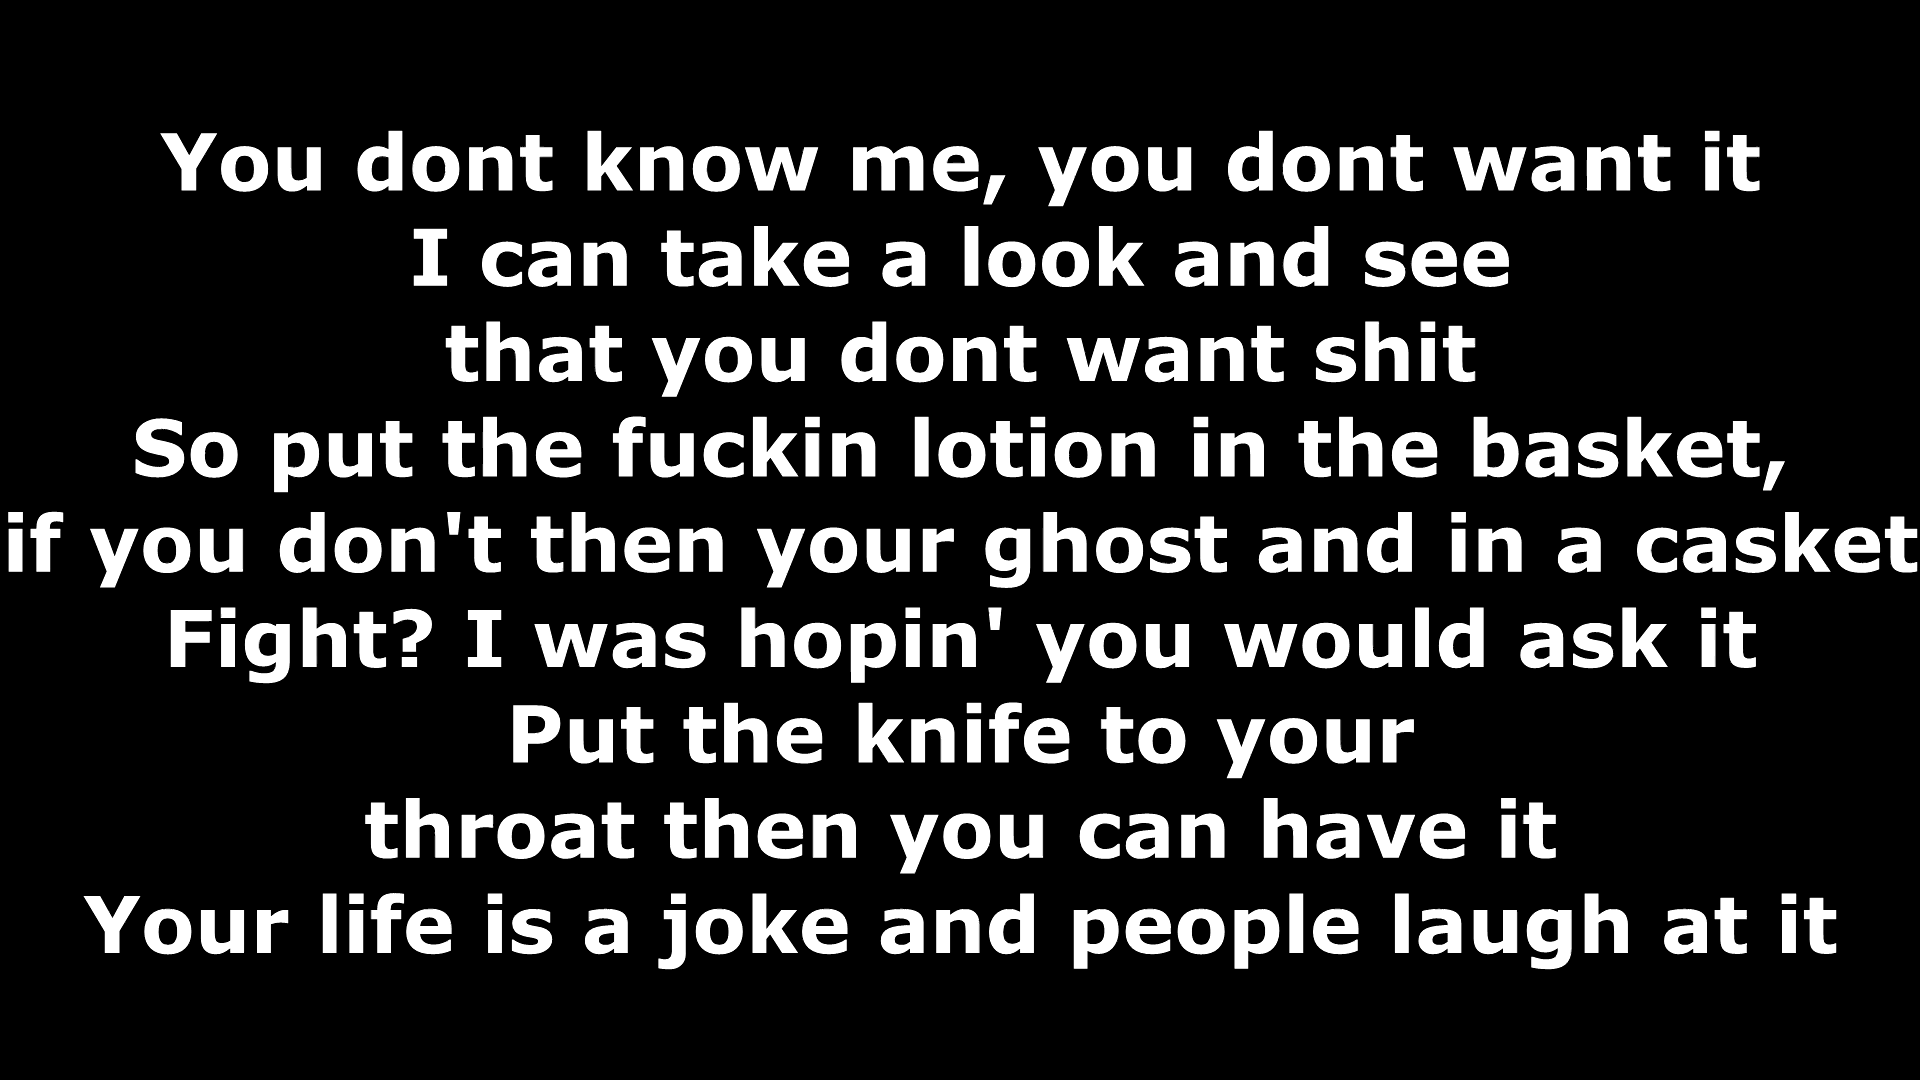 You dont know me, you dont want it
I can take a look and see
that you dont want shit
So put the fuckin lotion in the basket,
if you don't then your ghost and in a casket
Fight? I was hopin' you would ask it
Put the knife to your
throat then you can have it
Your life is a joke and people laugh at it